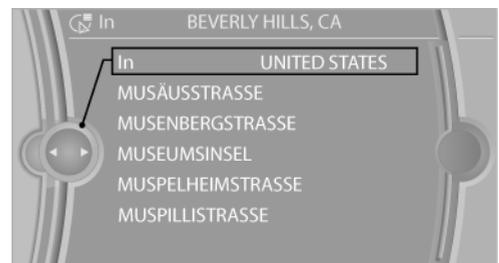 In BEVERLY HILLS, CA
In UNITED STATES
MUSÄUSSTRASSE
MUSENBERGSTRASSE
MUSEUMSINSEL
MUSPELHEIMSTRASSE
MUSPILLISTRASSE